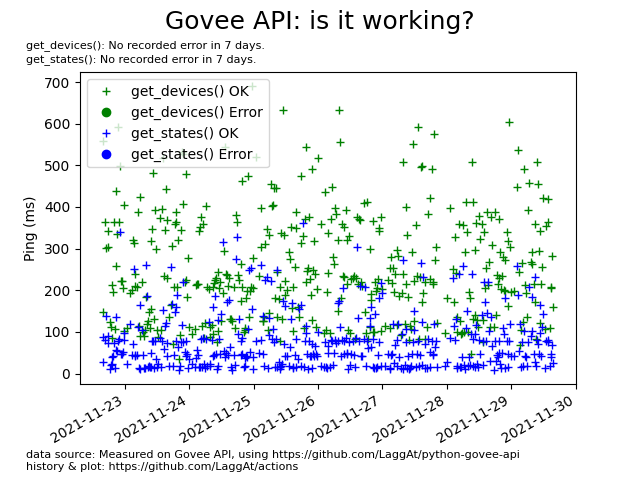 Govee API: is it working?
get_devices(): No recorded error in 7 days.
get_states(): No recorded error in 7 days.
700
600
500
400
300
200
100
0
Ping (ms)
get_devices() OK
get_devices() Error
get_states() OK
get_states() Error
2021-11-23
2021-11-24
2021-11-25
2021-11-26
2021-11-27
2021-11-28
2021-11-29
2021-11-30
data source: Measured on Govee API, using https://github.com/LaggAt/python-govee-api
history & plot: https://github.com/LaggAt/actions